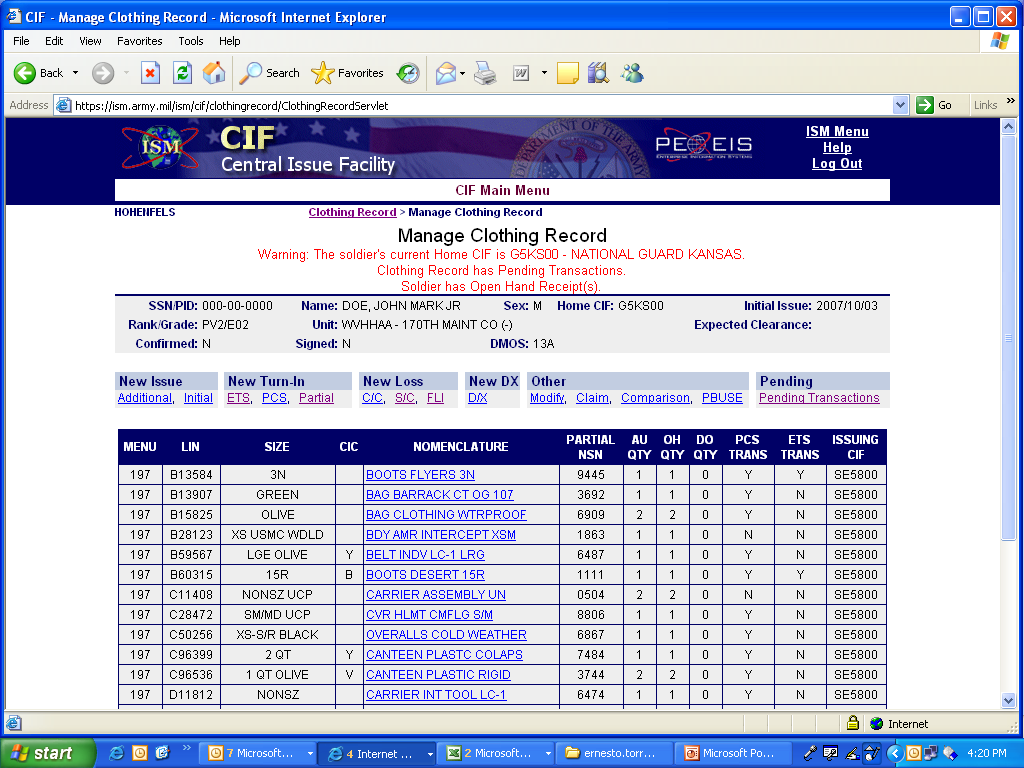 CIF - Manage Clothing Record - Microsoft Internet Explorer
File Edit View Favorites Tools Help
Back Search Favorites
Address https://ism.army.mil/ism/cif/clothingrecord/ClothingRecordServlet Go Links »
ISM CIF Central Issue Facility
DEPARTMENT OF THE ARMY
PEO EIS
ENTERPRISE INFORMATION SYSTEMS
ISM Menu
Help
Log Out
CIF Main Menu
HOHENFELS Clothing Record > Manage Clothing Record
Manage Clothing Record
Warning: The soldier's current Home CIF is G5KS00 - NATIONAL GUARD KANSAS.
Clothing Record has Pending Transactions.
Soldier has Open Hand Receipt(s).
SSN/PID: 000-00-0000 Name: DOE, JOHN MARK JR Sex: M Home CIF: G5KS00 Initial Issue: 2007/10/03
Rank/Grade: PV2/E02 Unit: WVHHAA - 170TH MAINT CO (-) Expected Clearance:
Confirmed: N Signed: N DMOS: 13A
New Issue New Turn-In New Loss New DX Other Pending
Additional, Initial ETS, PCS, Partial C/C, S/C, FLI D/X Modify, Claim, Comparison, PBUSE Pending Transactions
MENU LIN SIZE CIC NOMENCLATURE PARTIAL NSN AU QTY OH QTY DO QTY PCS TRANS ETS TRANS ISSUING CIF
197 B13584 3N BOOTS FLYERS 3N 9445 1 1 0 Y Y SE5800
197 B13907 GREEN BAG BARRACK CT OG 107 3692 1 1 0 Y N SE5800
197 B15825 OLIVE BAG CLOTHING WTRPROOF 6909 2 2 0 Y N SE5800
197 B28123 XS USMC WDLD BDY AMR INTERCEPT XSM 1863 1 1 0 N N SE5800
197 B59567 LGE OLIVE Y BELT INDV LC-1 LRG 6487 1 1 0 Y N SE5800
197 B60315 15R B BOOTS DESERT 15R 1111 1 1 0 Y Y SE5800
197 C11408 NONSZ UCP CARRIER ASSEMBLY UN 0504 2 2 0 N N SE5800
197 C28472 SM/MD UCP CVR HLMT CMFLG S/M 8806 1 1 0 Y N SE5800
197 C50256 XS-S/R BLACK OVERALLS COLD WEATHER 6867 1 1 0 Y N SE5800
197 C96399 2 QT Y CANTEEN PLASTC COLAPS 7484 1 1 0 Y N SE5800
197 C96536 1 QT OLIVE V CANTEEN PLASTIC RIGID 3744 2 2 0 Y N SE5800
197 D11812 NONSZ CARRIER INT TOOL LC-1 6474 1 1 0 Y N SE5800
Internet
start » 7 Microsoft... 4 Internet ... 2 Microsoft... ernesto.torr... Microsoft Po... 4:20 PM